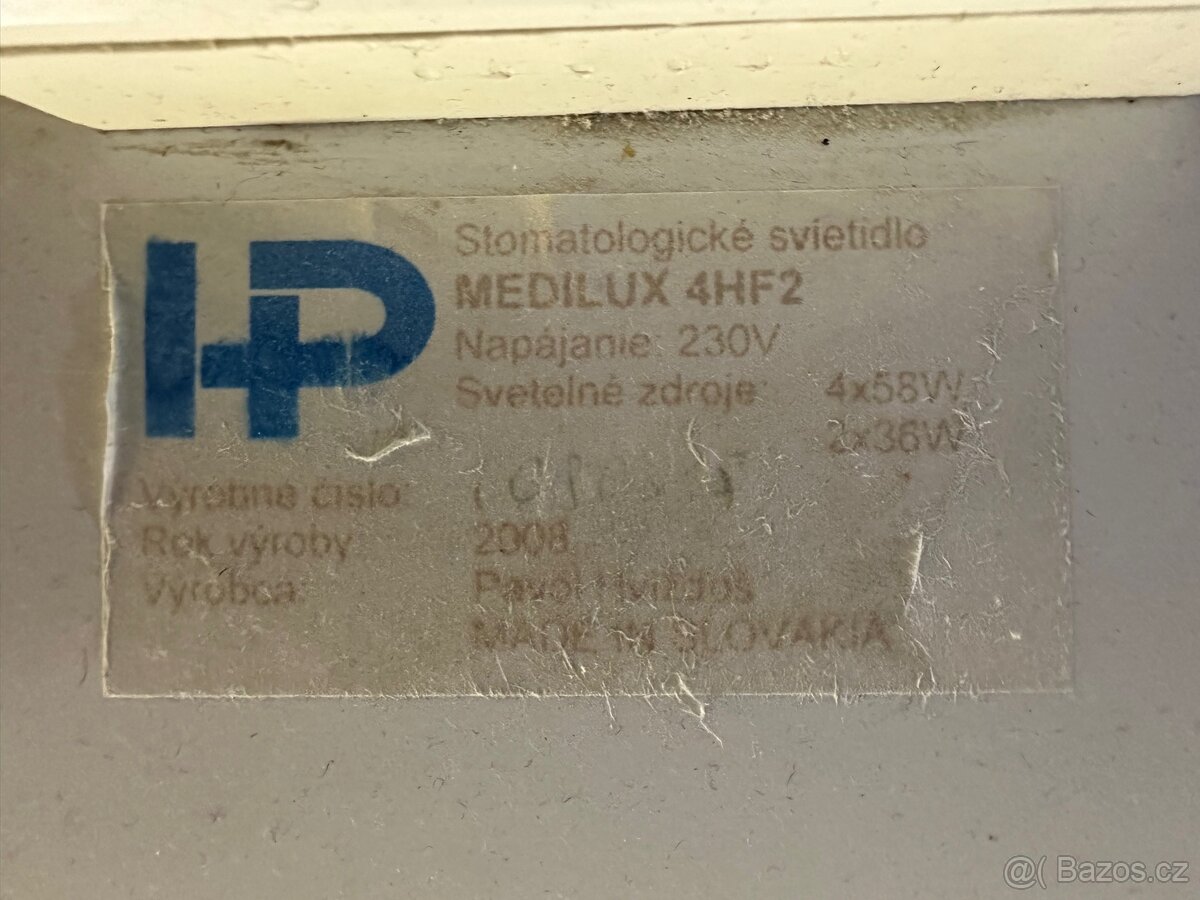 HP
Stomatologické svietidlo
MEDILUX 4HF2
Napájanie: 230V
Svetelné zdroje: 4x58W
2x36W
Výrobné číslo:
Rok výroby 2008
Výrobca: Pavol
MADE IN SLOVAKIA
@( Bazos.cz